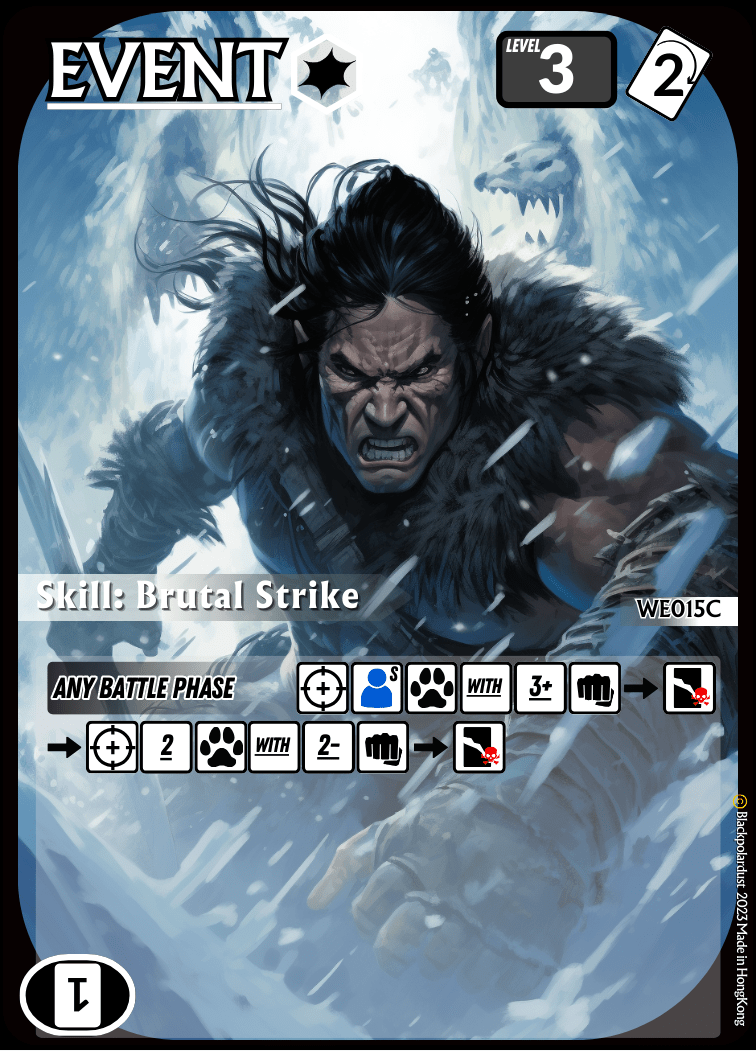 EVENT
LEVEL 3
2
Skill: Brutal Strike
WE015C
ANY BATTLE PHASE S WITH 3+
2 WITH 2-
© Blackpolardust 2023 Made in HongKong
1